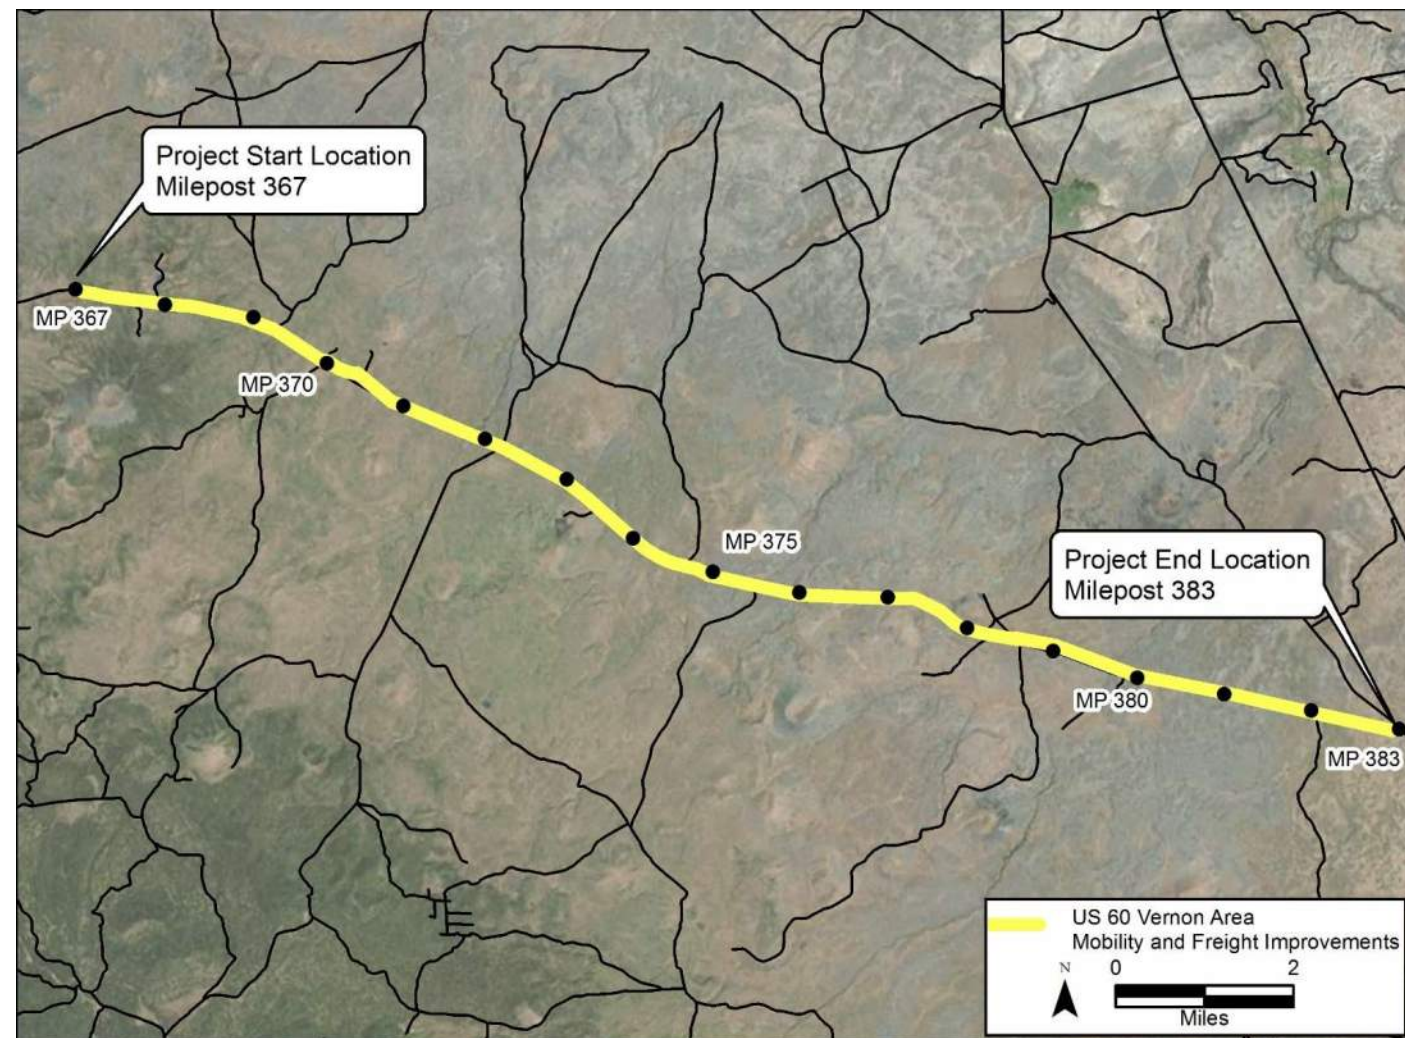 Project Start Location
Milepost 367
MP 367
MP 370
MP 375
Project End Location
Milepost 383
MP 380
MP 383
US 60 Vernon Area
Mobility and Freight Improvements
N
0 2
Miles